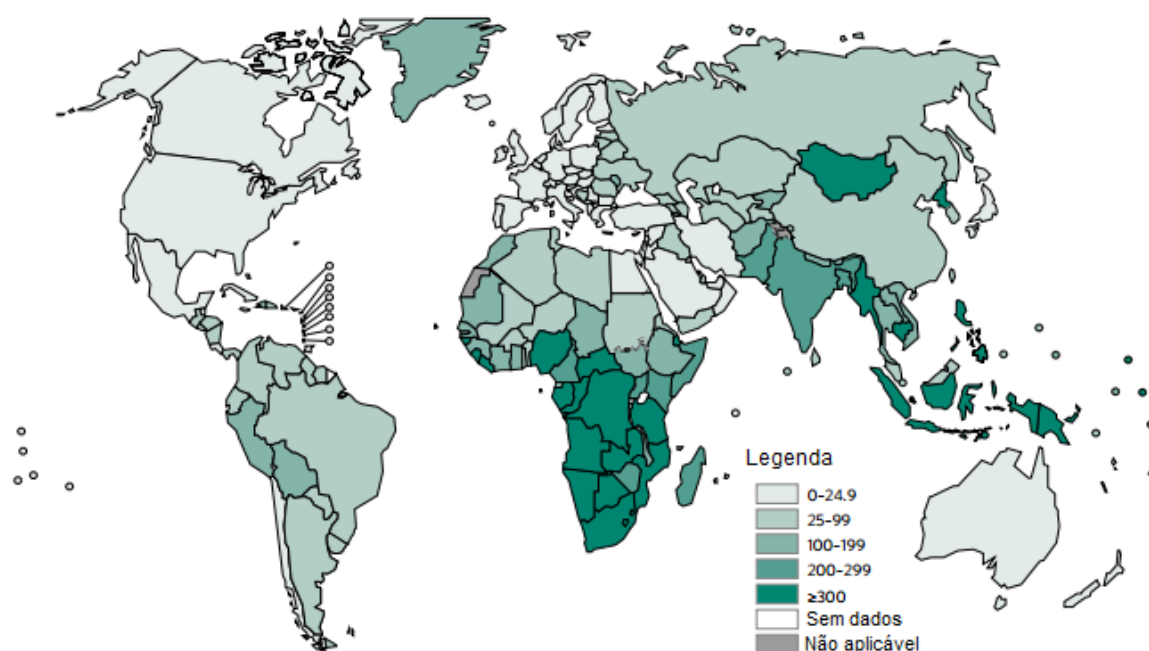 Legenda
0–24.9
25–99
100–199
200–299
≥300
Sem dados
Não aplicável